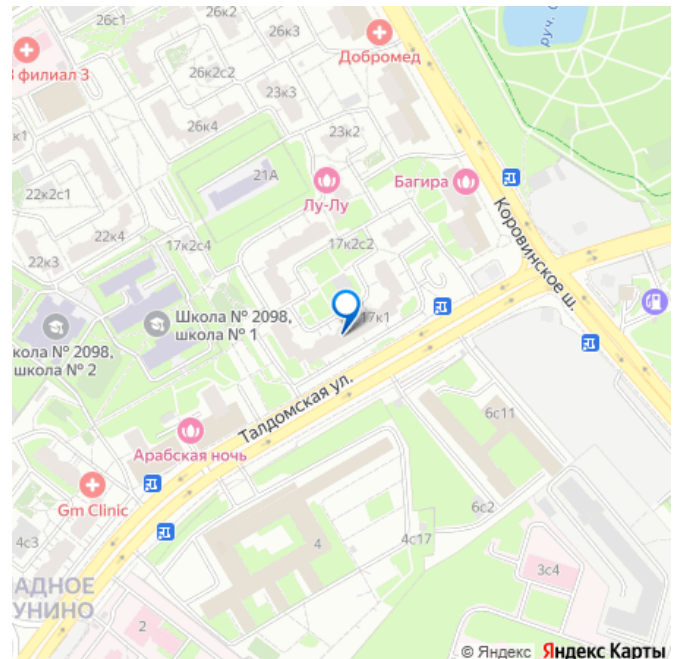 26с1
26к2
26к3
Добромед
филиал 3
26к2с2
23к3
26к4
23к2
к1
21А
Лу-Лу
Багира
22к2с1
22к4
17к2с4
17к2с2
22к3
Коровинское ш.
17к1
Школа № 2098,
школа № 1
кола № 2098,
школа № 2
Талдомская ул.
6с11
Арабская ночь
Gm Clinic
6с2
4с3
4
4с17
3с4
АДНОЕ
УНИНО
2
© Яндекс Яндекс Карты